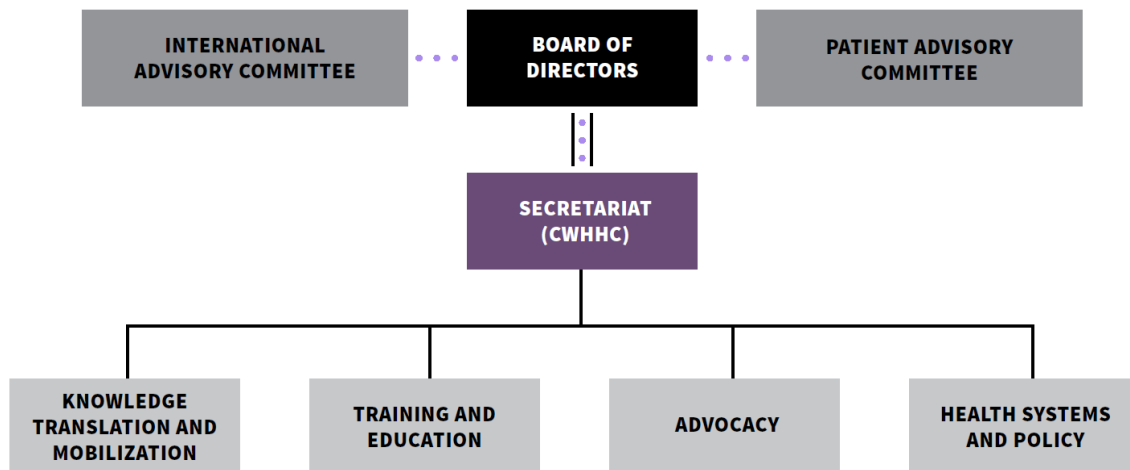 INTERNATIONAL
ADVISORY COMMITTEE
BOARD OF
DIRECTORS
PATIENT ADVISORY
COMMITTEE
SECRETARIAT
(CWHHC)
KNOWLEDGE
TRANSLATION AND
MOBILIZATION
TRAINING AND
EDUCATION
ADVOCACY
HEALTH SYSTEMS
AND POLICY